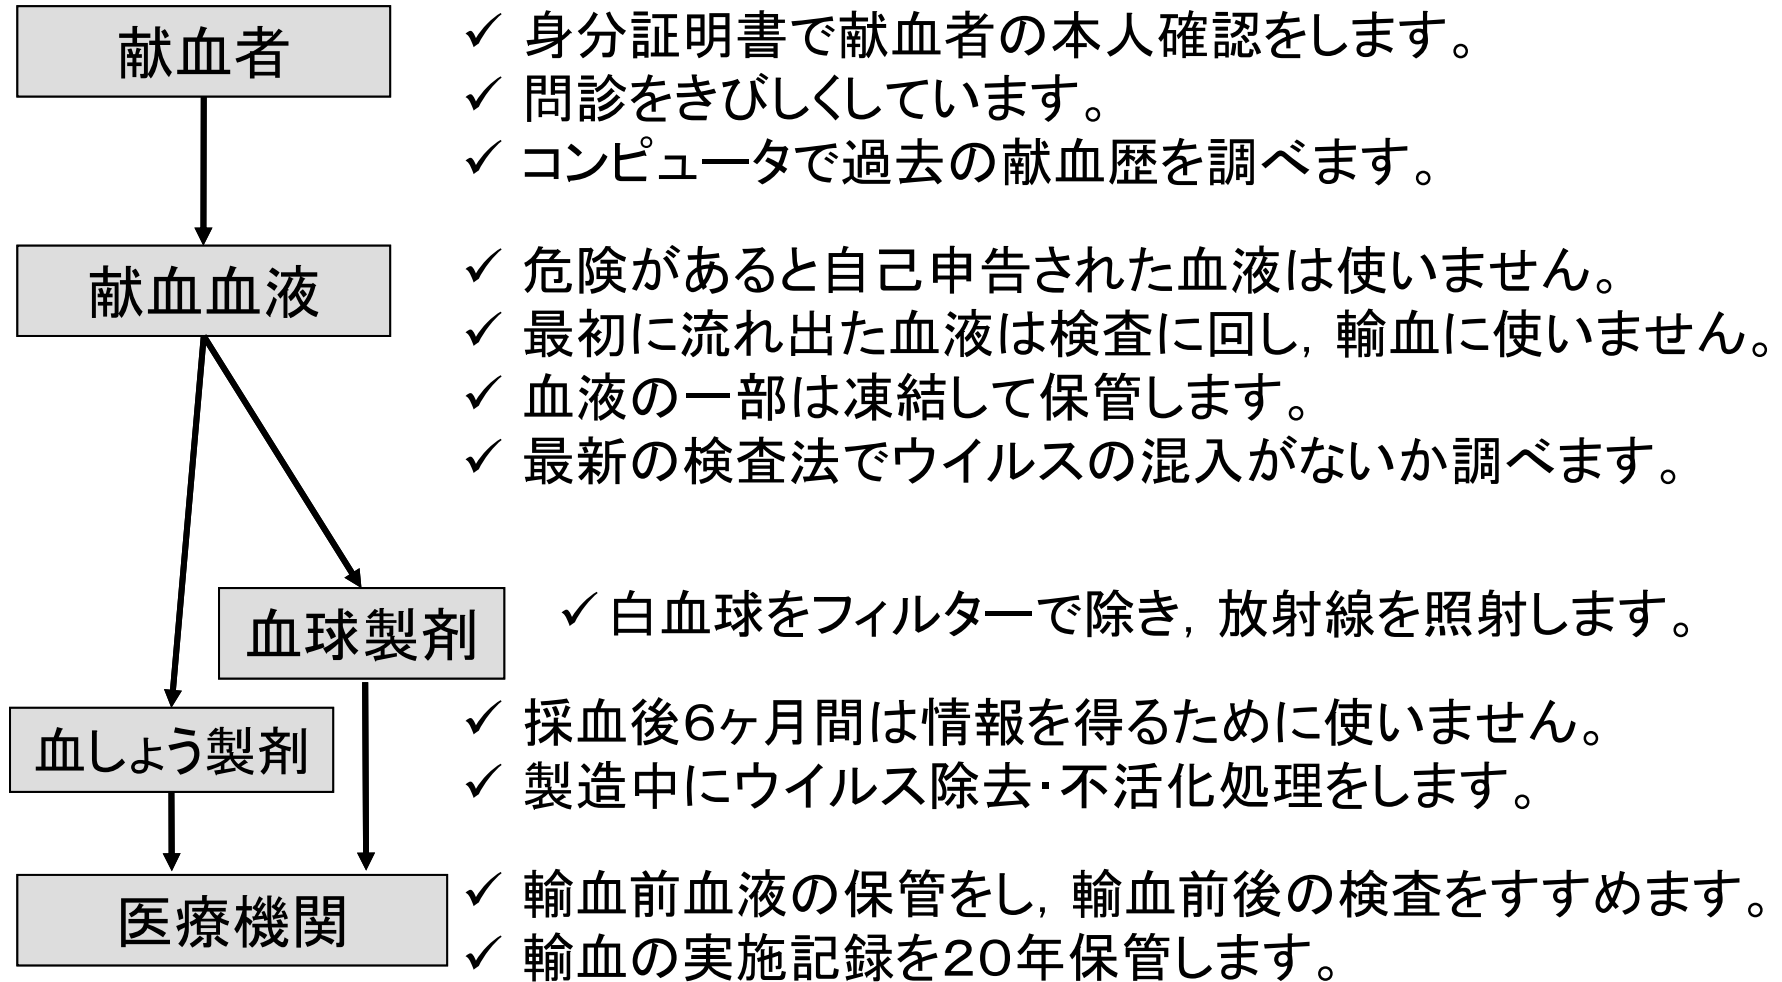 献血者
✓ 身分証明書で献血者の本人確認をします。
✓ 問診をきびしくしています。
✓ コンピュータで過去の献血歴を調べます。
献血血液
✓ 危険があると自己申告された血液は使いません。
✓ 最初に流れ出た血液は検査に回し，輸血に使いません。
✓ 血液の一部は凍結して保管します。
✓ 最新の検査法でウイルスの混入がないか調べます。
血球製剤
✓ 白血球をフィルターで除き，放射線を照射します。
血しょう製剤
✓ 採血後６ヶ月間は情報を得るために使いません。
✓ 製造中にウイルス除去・不活化処理をします。
医療機関
✓ 輸血前血液の保管をし，輸血前後の検査をすすめます。
✓ 輸血の実施記録を２０年保管します。